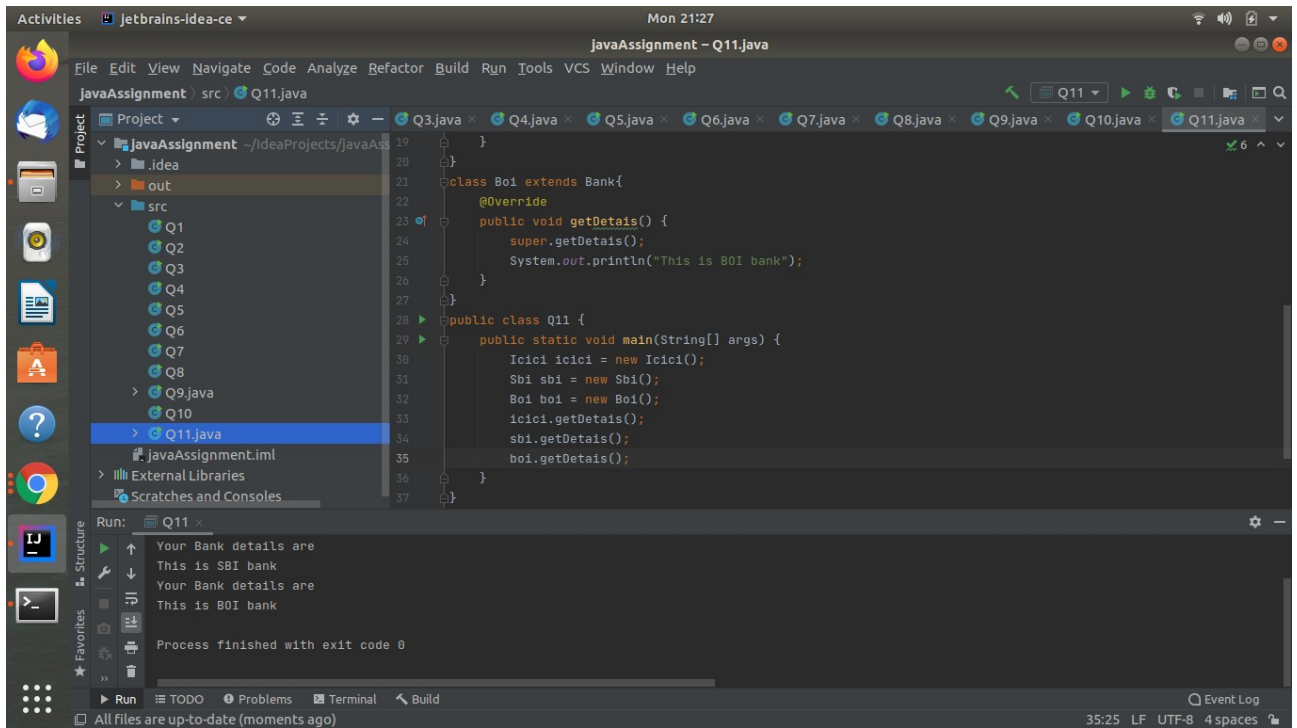 Activities jetbrains-idea-ce Mon 21:27
javaAssignment – Q11.java
File Edit View Navigate Code Analyze Refactor Build Run Tools VCS Window Help
javaAssignment src Q11.java Q11
Project Q3.java Q4.java Q5.java Q6.java Q7.java Q8.java Q9.java Q10.java Q11.java
Project
javaAssignment ~/IdeaProjects/javaAss
.idea
out
src
Q1
Q2
Q3
Q4
Q5
Q6
Q7
Q8
Q9.java
Q10
Q11.java
javaAssignment.iml
External Libraries
Scratches and Consoles
6
19 }
20 }
21 class Boi extends Bank{
22 @Override
23 public void getDetais() {
24 super.getDetais();
25 System.out.println("This is BOI bank");
26 }
27 }
28 public class Q11 {
29 public static void main(String[] args) {
30 Icici icici = new Icici();
31 Sbi sbi = new Sbi();
32 Boi boi = new Boi();
33 icici.getDetais();
34 sbi.getDetais();
35 boi.getDetais();
36 }
37 }
Run: Q11
Structure
Favorites
Your Bank details are
This is SBI bank
Your Bank details are
This is BOI bank
Process finished with exit code 0
Run TODO Problems Terminal Build Event Log
All files are up-to-date (moments ago) 35:25 LF UTF-8 4 spaces